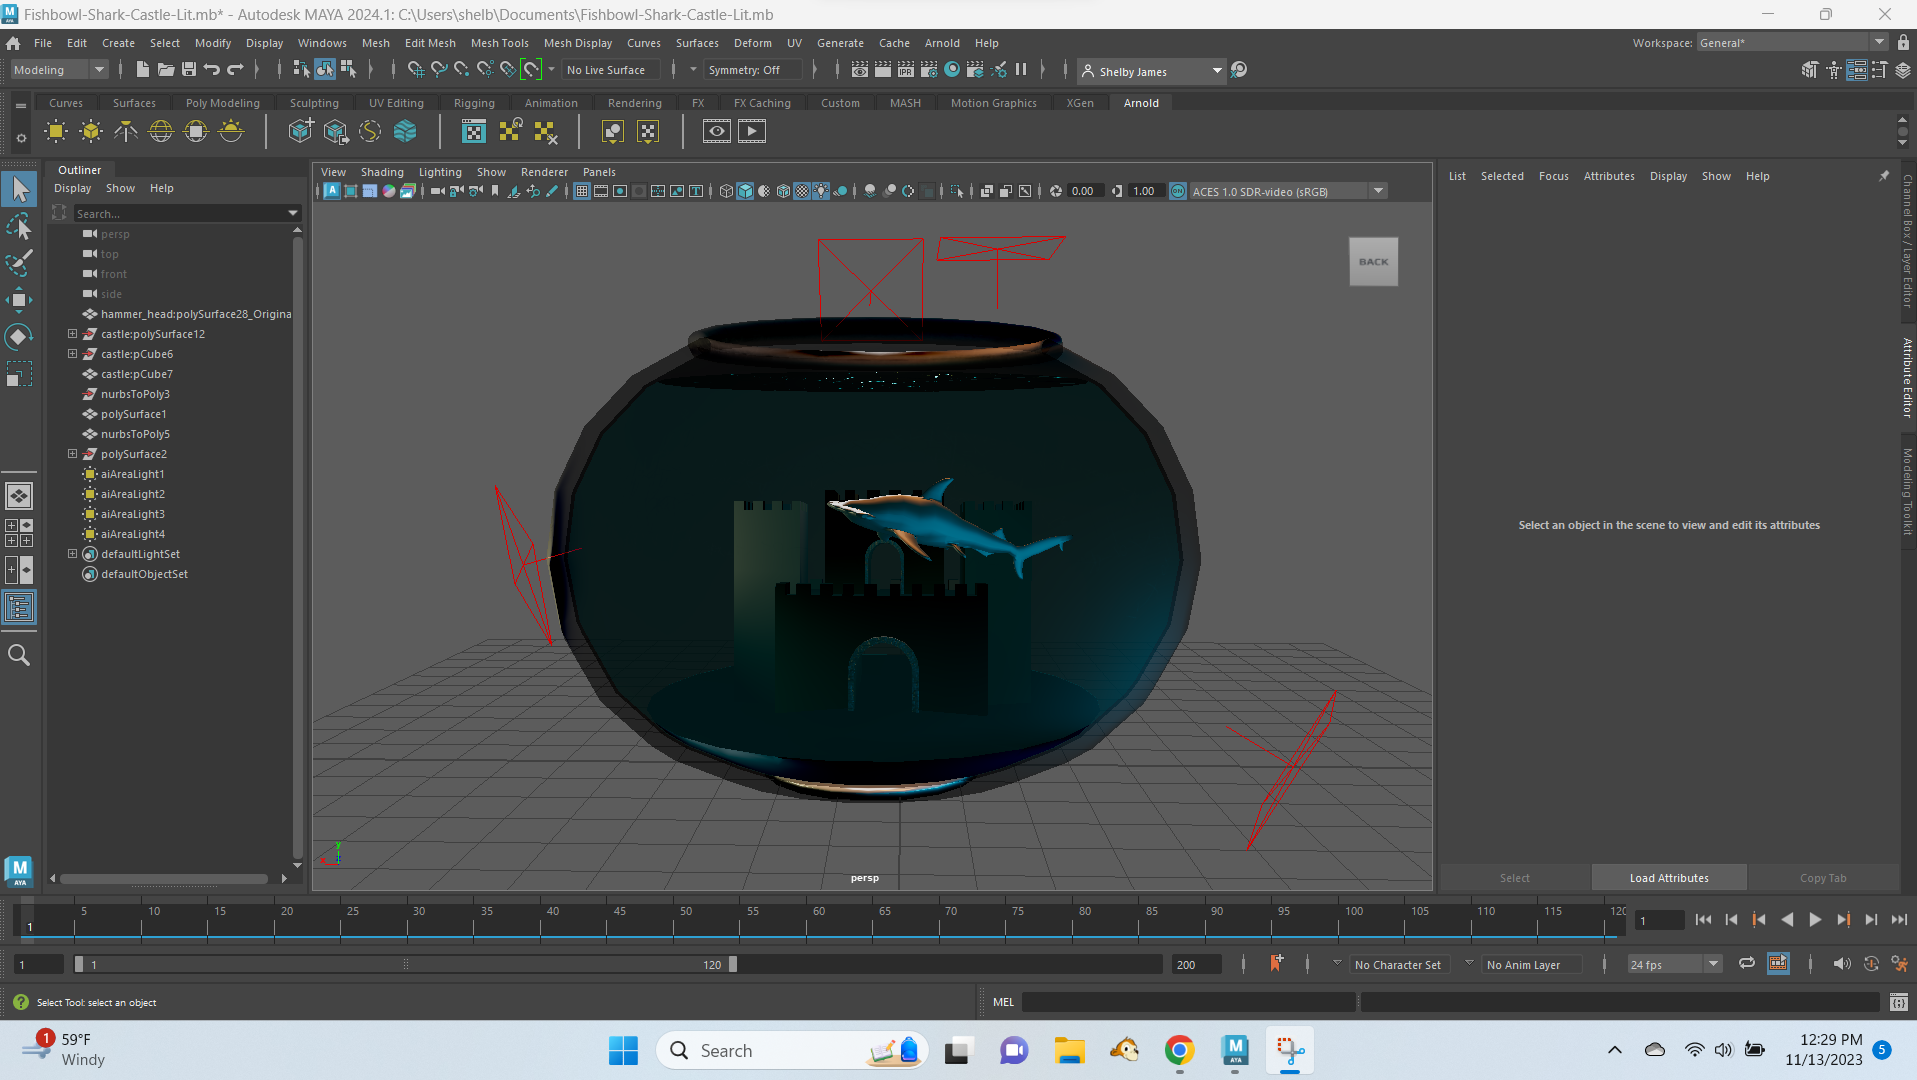 Fishbowl-Shark-Castle-Lit.mb* - Autodesk MAYA 2024.1: C:\Users\shelb\Documents\Fishbowl-Shark-Castle-Lit.mb
File Edit Create Select Modify Display Windows Mesh Edit Mesh Mesh Tools Mesh Display Curves Surfaces Deform UV Generate Cache Arnold Help
Workspace: General*
Modeling
No Live Surface
Symmetry: Off
Shelby James
Curves Surfaces Poly Modeling Sculpting UV Editing Rigging Animation Rendering FX FX Caching Custom MASH Motion Graphics XGen Arnold
Outliner
Display Show Help
Search...
persp
top
front
side
hammer_head:polySurface28_Origina
castle:polySurface12
castle:pCube6
castle:pCube7
nurbsToPoly3
polySurface1
nurbsToPoly5
polySurface2
aiAreaLight1
aiAreaLight2
aiAreaLight3
aiAreaLight4
defaultLightSet
defaultObjectSet
View Shading Lighting Show Renderer Panels
0.00
1.00
ACES 1.0 SDR-video (sRGB)
BACK
y
x
persp
List Selected Focus Attributes Display Show Help
Select an object in the scene to view and edit its attributes
Select
Load Attributes
Copy Tab
Channel Box / Layer Editor
Attribute Editor
Modeling Toolkit
M
AYA
5 10 15 20 25 30 35 40 45 50 55 60 65 70 75 80 85 90 95 100 105 110 115 120
1
1
1
1
120
200
No Character Set
No Anim Layer
24 fps
Select Tool: select an object
MEL
1
59°F
Windy
Search
12:29 PM
11/13/2023
5